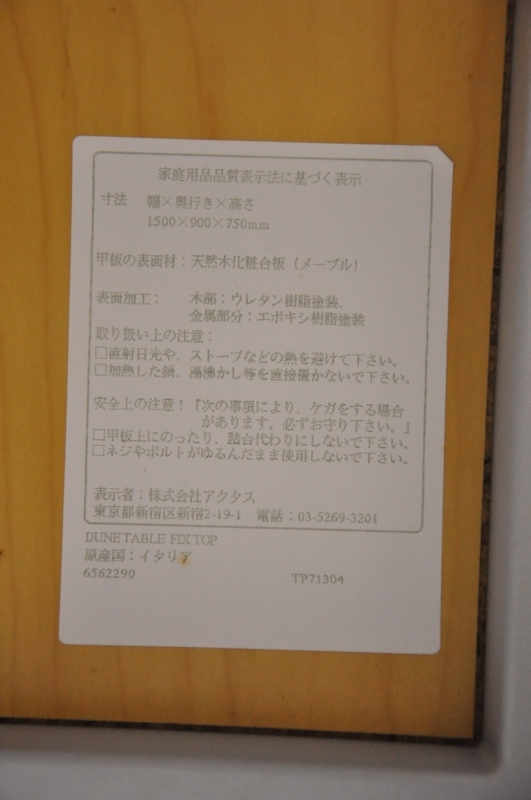 家庭用品品質表示法に基づく表示
寸法　幅×奥行き×高さ
1500×900×750mm
甲板の表面材：天然木化粧合板（メープル）
表面加工：　木部：ウレタン樹脂塗装、
金属部分：エポキシ樹脂塗装
取り扱い上の注意：
□直射日光や、ストーブなどの熱を避けて下さい。
□加熱した鍋、湯沸かし等を直接置かないで下さい。
安全上の注意！『次の事項により、ケガをする場合
があります。必ずお守り下さい。』
□甲板上にのったり、踏台代わりにしないで下さい。
□ネジやボルトがゆるんだまま使用しないで下さい。
表示者：株式会社アクタス
東京都新宿区新宿2-19-1　電話：03-5269-3201
DUNE TABLE FIX TOP
原産国：イタリア
6562290　TP71304